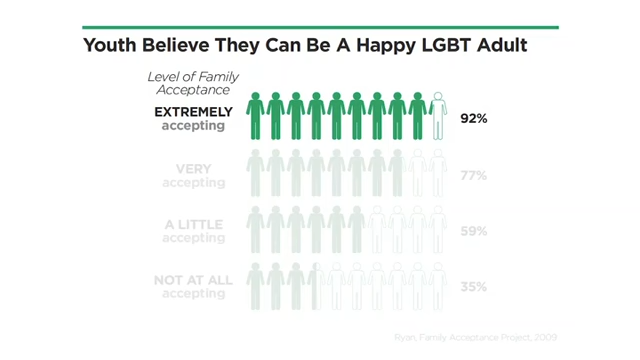 Youth Believe They Can Be A Happy LGBT Adult
Level of Family
Acceptance
EXTREMELY
accepting
92%
VERY
accepting
77%
A LITTLE
accepting
59%
NOT AT ALL
accepting
35%
Ryan, Family Acceptance Project, 2009